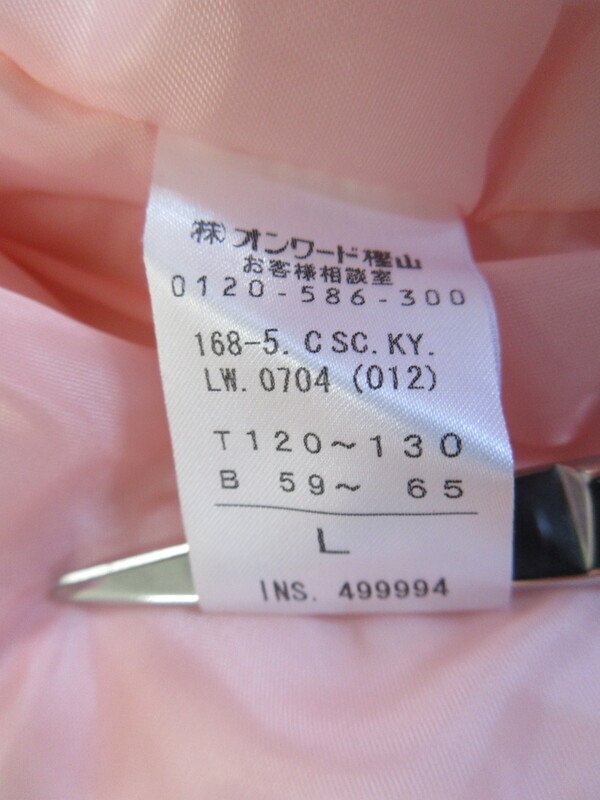 ㈱オンワード樫山
お客様相談室
0120-586-300
168-5. C SC. KY.
LW. 0704 (012)
T120～130
B 59～ 65
L
INS. 499994